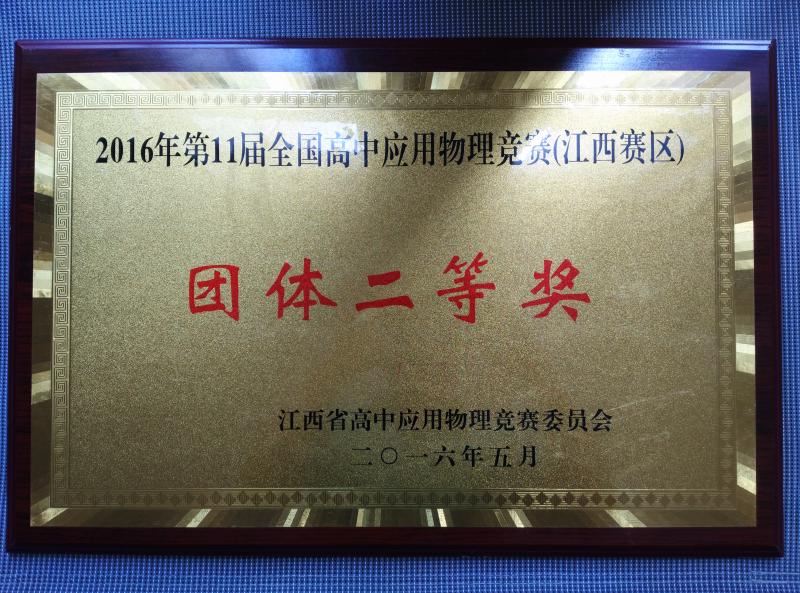 2016年第11届全国高中应用物理竞赛(江西赛区)
团体二等奖
江西省高中应用物理竞赛委员会
二〇一六年五月